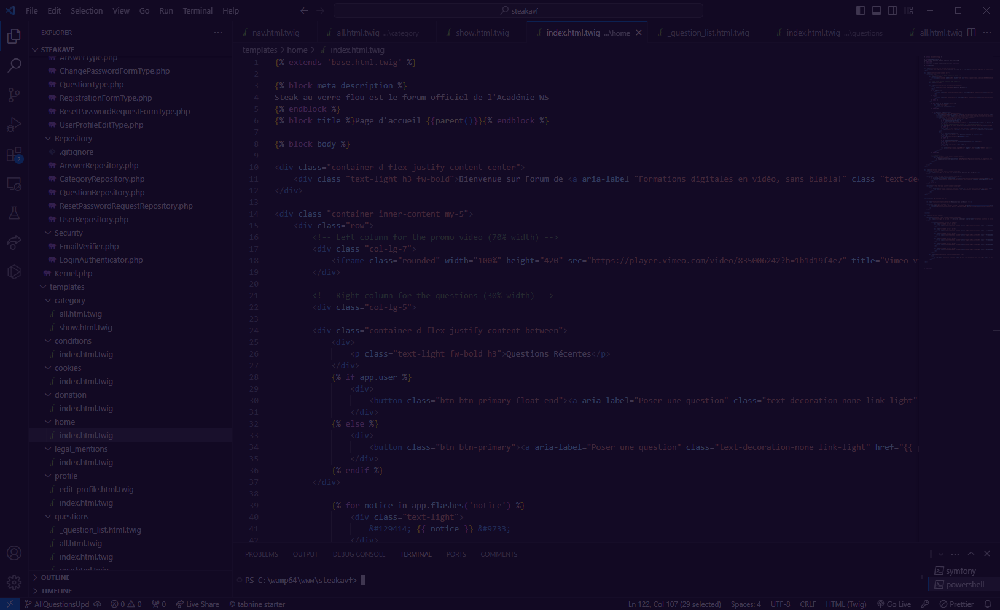 File Edit Selection View Go Run Terminal Help
steakavf
EXPLORER
STEAKAVF
AnswerType.php
ChangePasswordFormType.php
QuestionType.php
RegistrationFormType.php
ResetPasswordRequestFormType.php
UserProfileEditType.php
Repository
.gitignore
AnswerRepository.php
CategoryRepository.php
QuestionRepository.php
ResetPasswordRequestRepository.php
UserRepository.php
Security
EmailVerifier.php
LoginAuthenticator.php
Kernel.php
templates
category
all.html.twig
show.html.twig
conditions
index.html.twig
cookies
index.html.twig
donation
index.html.twig
home
index.html.twig
legal_mentions
index.html.twig
profile
edit_profile.html.twig
index.html.twig
questions
_question_list.html.twig
all.html.twig
index.html.twig
new.html.twig
OUTLINE
TIMELINE
2
nav.html.twig all.html.twig ...\category show.html.twig index.html.twig ...\home _question_list.html.twig index.html.twig ...\questions all.html.twig
templates > home > index.html.twig
1 {% extends 'base.html.twig' %}
2
3 {% block meta_description %}
4 Steak au verre flou est le forum officiel de l'Académie WS
5 {% endblock %}
6 {% block title %}Page d'accueil {{parent()}}{% endblock %}
7
8 {% block body %}
9
10 <div class="container d-flex justify-content-center">
11 <div class="text-light h3 fw-bold">Bienvenue sur Forum de <a aria-label="Formations digitales en vidéo, sans blabla!" class="text-de
12 </div>
13
14 <div class="container inner-content my-5">
15 <div class="row">
16 <!-- Left column for the promo video (70% width) -->
17 <div class="col-lg-7">
18 <iframe class="rounded" width="100%" height="420" src="https://player.vimeo.com/video/835006242?h=1b1d19f4e7" title="Vimeo v
19 </div>
20
21 <!-- Right column for the questions (30% width) -->
22 <div class="col-lg-5">
23
24 <div class="container d-flex justify-content-between">
25 <div>
26 <p class="text-light fw-bold h3">Questions Récentes</p>
27 </div>
28 {% if app.user %}
29 <div>
30 <button class="btn btn-primary float-end"><a aria-label="Poser une question" class="text-decoration-none link-light"
31 </div>
32 {% else %}
33 <div>
34 <button class="btn btn-primary"><a aria-label="Poser une question" class="text-decoration-none link-light" href="{{
35 </div>
36 {% endif %}
37 </div>
38
39 {% for notice in app.flashes('notice') %}
40 <div class="text-light">
41 &#129414; {{ notice }} &#9733;
42 </div>
PROBLEMS OUTPUT DEBUG CONSOLE TERMINAL PORTS COMMENTS
PS C:\wamp64\www\steakavf>
symfony
powershell
AllQuestionsUpd 0 0 0 Live Share tabnine starter Ln 122, Col 107 (29 selected) Spaces: 4 UTF-8 CRLF HTML (Twig) Go Live Prettier